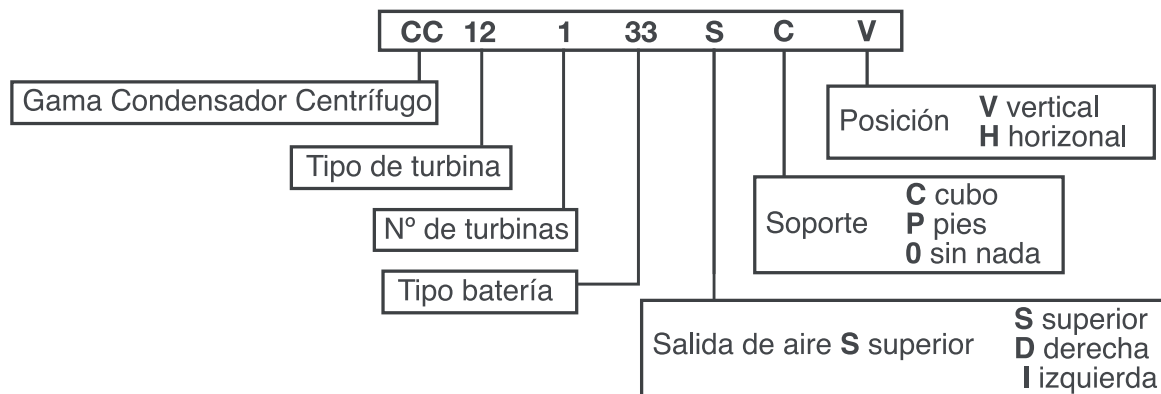 CC 12 1 33 S C V
Gama Condensador Centrífugo
Tipo de turbina
Nº de turbinas
Tipo batería
Posición V vertical
H horizonal
Soporte C cubo
P pies
0 sin nada
Salida de aire S superior S superior
D derecha
I izquierda